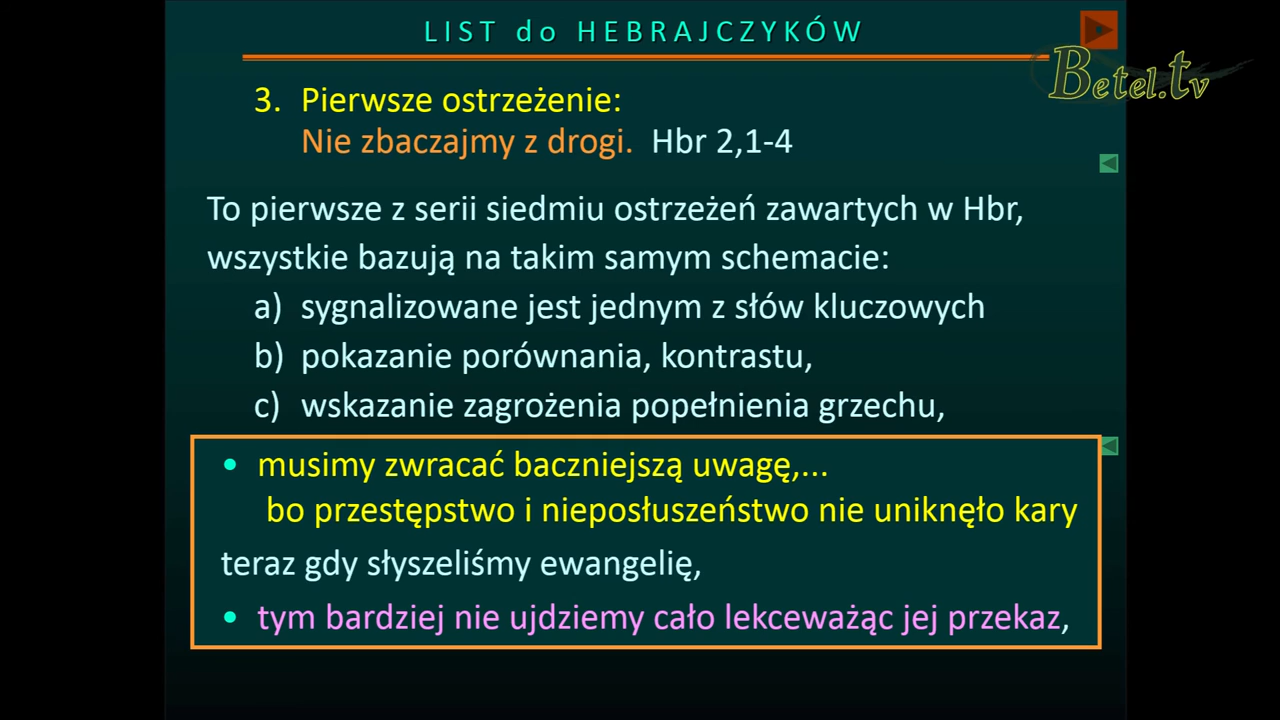 LIST do HEBRAJCZYKÓW
Betel.tv
3. Pierwsze ostrzeżenie:
Nie zbaczajmy z drogi. Hbr 2,1-4
To pierwsze z serii siedmiu ostrzeżeń zawartych w Hbr,
wszystkie bazują na takim samym schemacie:
a) sygnalizowane jest jednym z słów kluczowych
b) pokazanie porównania, kontrastu,
c) wskazanie zagrożenia popełnienia grzechu,
• musimy zwracać baczniejszą uwagę,...
bo przestępstwo i nieposłuszeństwo nie uniknęło kary
teraz gdy słyszeliśmy ewangelię,
• tym bardziej nie ujdziemy cało lekceważąc jej przekaz,